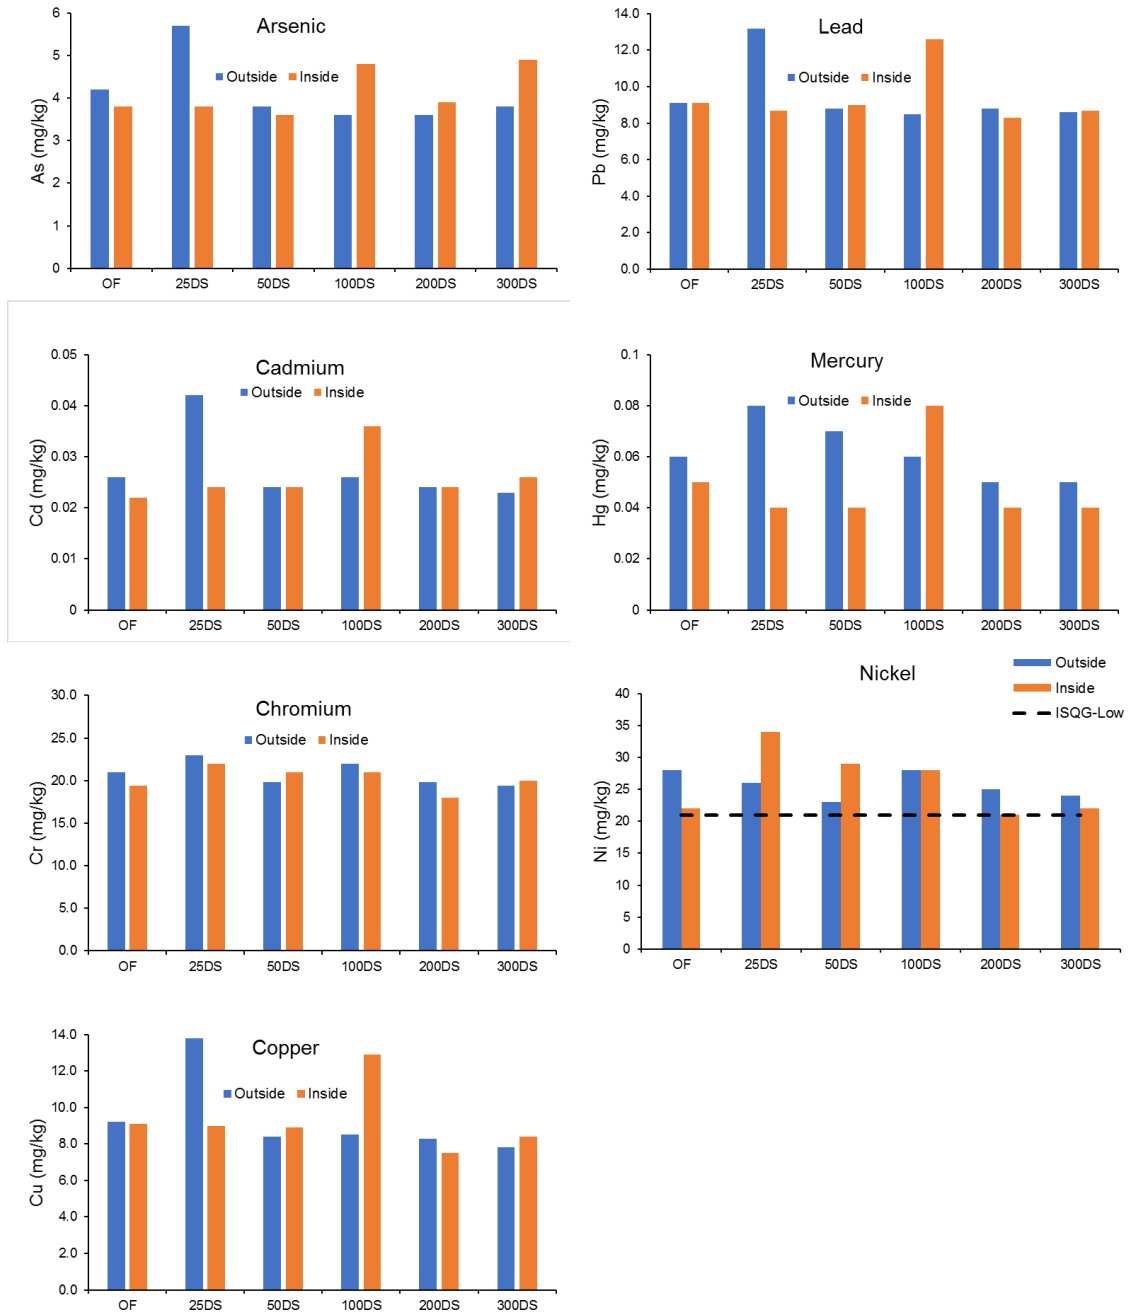 Arsenic
Outside Inside
As (mg/kg)
6
5
4
3
2
1
0
OF 25DS 50DS 100DS 200DS 300DS
Lead
Outside Inside
Pb (mg/kg)
14.0
12.0
10.0
8.0
6.0
4.0
2.0
0.0
OF 25DS 50DS 100DS 200DS 300DS
Cadmium
Outside Inside
Cd (mg/kg)
0.05
0.04
0.03
0.02
0.01
0
OF 25DS 50DS 100DS 200DS 300DS
Mercury
Outside Inside
Hg (mg/kg)
0.1
0.08
0.06
0.04
0.02
0
OF 25DS 50DS 100DS 200DS 300DS
Chromium
Outside Inside
Cr (mg/kg)
30.0
25.0
20.0
15.0
10.0
5.0
0.0
OF 25DS 50DS 100DS 200DS 300DS
Nickel
Outside
Inside
ISQG-Low
Ni (mg/kg)
40
35
30
25
20
15
10
5
0
OF 25DS 50DS 100DS 200DS 300DS
Copper
Outside Inside
Cu (mg/kg)
14.0
12.0
10.0
8.0
6.0
4.0
2.0
0.0
OF 25DS 50DS 100DS 200DS 300DS